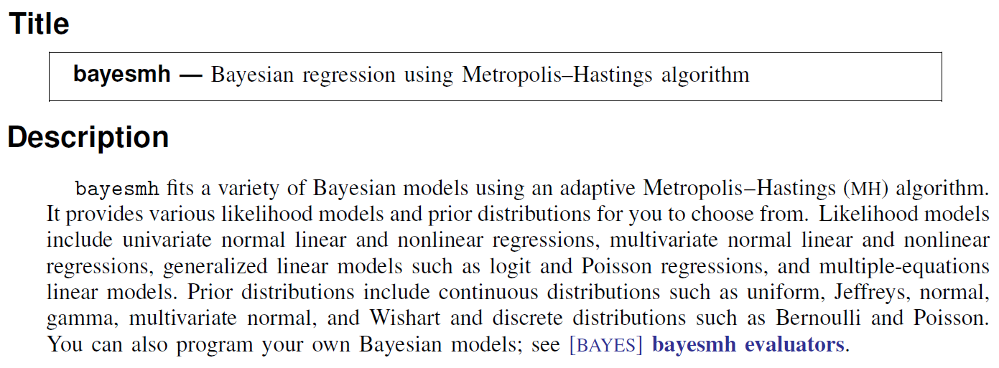 Title
bayesmh — Bayesian regression using Metropolis–Hastings algorithm
Description
bayesmh fits a variety of Bayesian models using an adaptive Metropolis–Hastings (MH) algorithm.
It provides various likelihood models and prior distributions for you to choose from. Likelihood models
include univariate normal linear and nonlinear regressions, multivariate normal linear and nonlinear
regressions, generalized linear models such as logit and Poisson regressions, and multiple-equations
linear models. Prior distributions include continuous distributions such as uniform, Jeffreys, normal,
gamma, multivariate normal, and Wishart and discrete distributions such as Bernoulli and Poisson.
You can also program your own Bayesian models; see [BAYES] bayesmh evaluators.